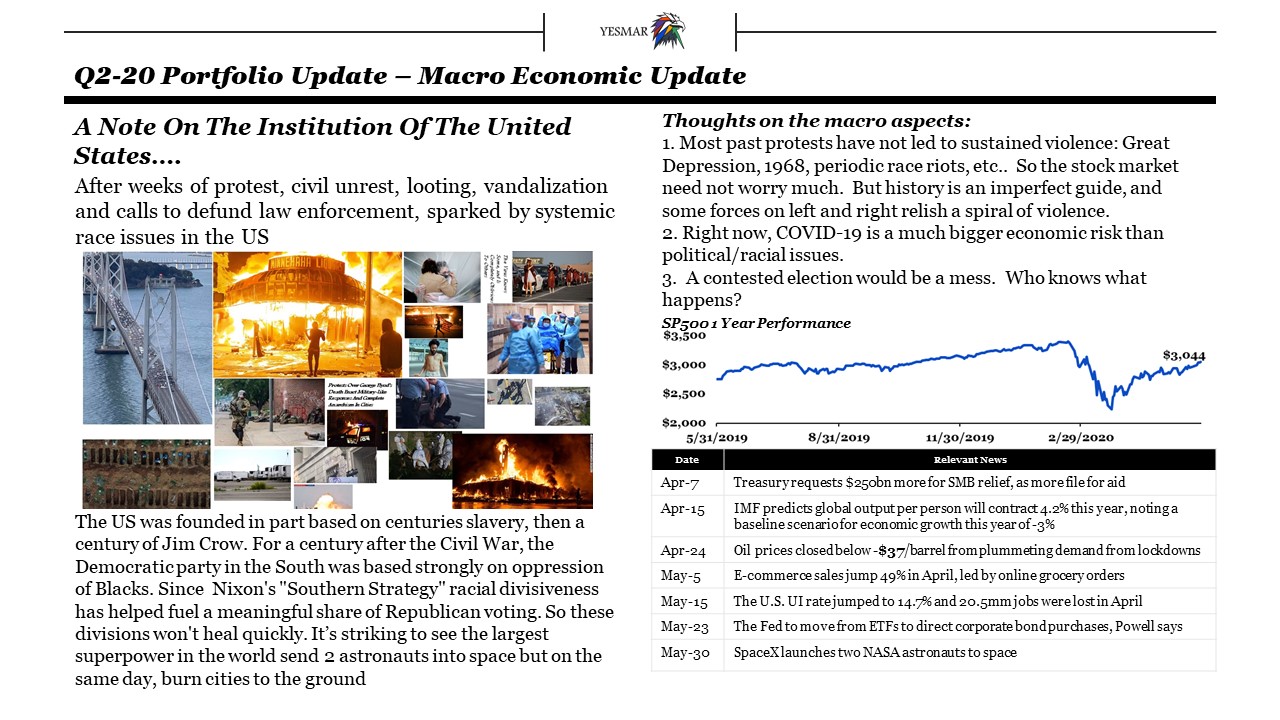 YESMAR
Q2-20 Portfolio Update – Macro Economic Update
A Note On The Institution Of The United
States....
After weeks of protest, civil unrest, looting, vandalization
and calls to defund law enforcement, sparked by systemic
race issues in the US
Protests Over George Floyd's
Death Enact Military-Like
Responses And Complete
Anarchism In Cities
The US was founded in part based on centuries slavery, then a
century of Jim Crow. For a century after the Civil War, the
Democratic party in the South was based strongly on oppression
of Blacks. Since Nixon's "Southern Strategy" racial divisiveness
has helped fuel a meaningful share of Republican voting. So these
divisions won't heal quickly. It’s striking to see the largest
superpower in the world send 2 astronauts into space but on the
same day, burn cities to the ground
Thoughts on the macro aspects:
1. Most past protests have not led to sustained violence: Great
Depression, 1968, periodic race riots, etc.. So the stock market
need not worry much. But history is an imperfect guide, and
some forces on left and right relish a spiral of violence.
2. Right now, COVID-19 is a much bigger economic risk than
political/racial issues.
3. A contested election would be a mess. Who knows what
happens?
SP500 1 Year Performance
$3,500
$3,000
$2,500
$2,000
$3,044
5/31/2019 8/31/2019 11/30/2019 2/29/2020
Date Relevant News
Apr-7 Treasury requests $250bn more for SMB relief, as more file for aid
Apr-15 IMF predicts global output per person will contract 4.2% this year, noting a
baseline scenario for economic growth this year of -3%
Apr-24 Oil prices closed below -$37/barrel from plummeting demand from lockdowns
May-5 E-commerce sales jump 49% in April, led by online grocery orders
May-15 The U.S. UI rate jumped to 14.7% and 20.5mm jobs were lost in April
May-23 The Fed to move from ETFs to direct corporate bond purchases, Powell says
May-30 SpaceX launches two NASA astronauts to space